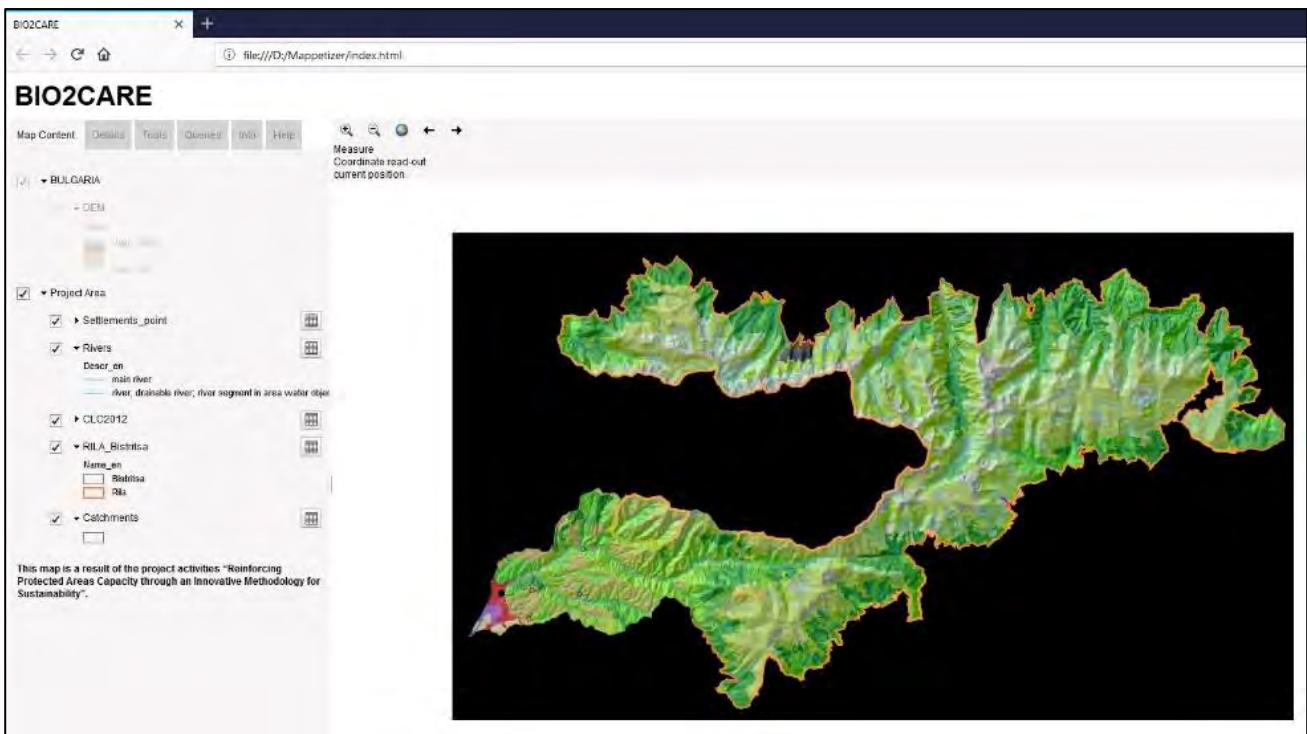 BIO2CARE
file:///D:/Mappetizer/index.html
BIO2CARE
Map Content Details Tools Queries Info Help
Measure
Coordinate read-out
current position
BULGARIA
DEM
Project Area
Settlements_point
Rivers
Descr_en
main river
river, drainable river; river segment in area water objec
CLC2012
RILA_Bistritsa
Name_en
Bistritsa
Rila
Catchments
This map is a result of the project activities "Reinforcing
Protected Areas Capacity through an Innovative Methodology for
Sustainability".